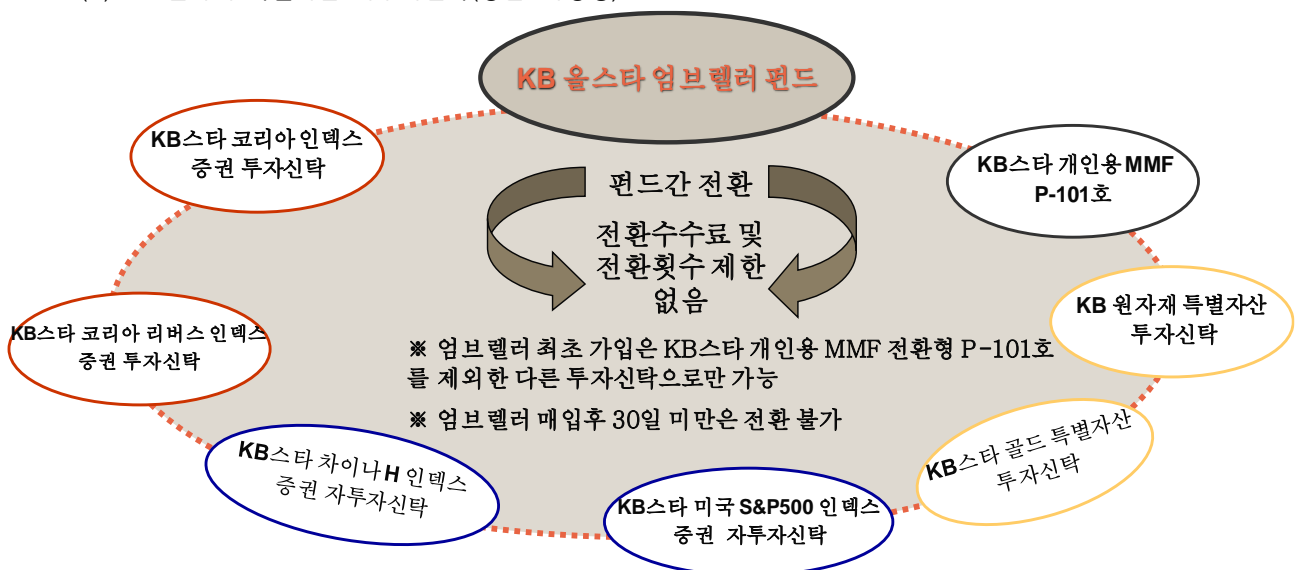 KB 올스타 엄브렐러 펀드
KB스타 코리아 인덱스
증권 투자신탁
KB스타 개인용 MMF
P-101호
펀드간 전환
전환수수료 및
전환횟수 제한
없음
KB 원자재 특별자산
투자신탁
KB스타 코리아 리버스 인덱스
증권 투자신탁
※ 엄브렐러 최초 가입은 KB스타 개인용 MMF 전환형 P-101호
를 제외한 다른 투자신탁으로만 가능
※ 엄브렐러 매입후 30일 미만은 전환 불가
KB스타 골드 특별자산
투자신탁
KB스타 차이나H 인덱스
증권 자투자신탁
KB스타 미국 S&P500 인덱스
증권 자투자신탁